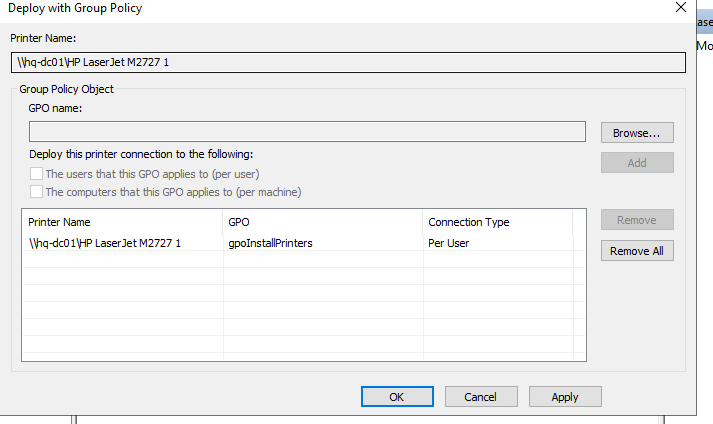 Deploy with Group Policy
Printer Name:
\\hq-dc01\HP LaserJet M2727 1
Group Policy Object
GPO name:
Browse...
Deploy this printer connection to the following:
Add
The users that this GPO applies to (per user)
The computers that this GPO applies to (per machine)
Printer Name GPO Connection Type
Remove
\\hq-dc01\HP LaserJet M2727 1 gpoInstallPrinters Per User
Remove All
OK Cancel Apply
ase
Mo